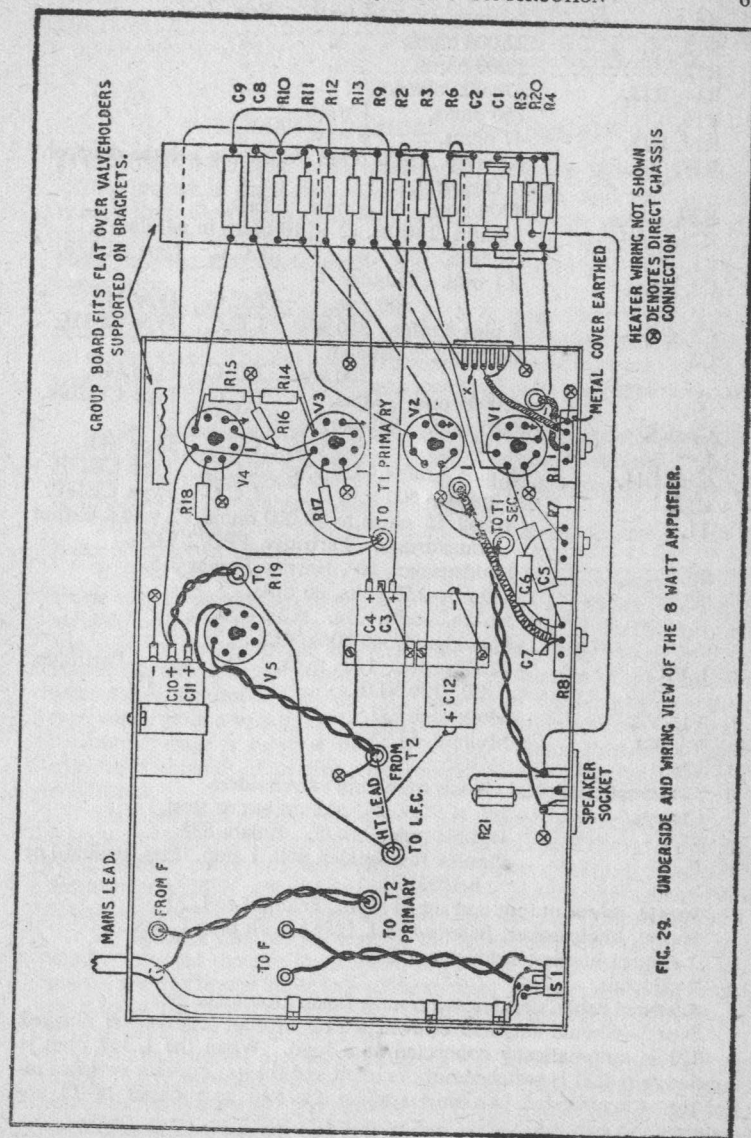 GROUP BOARD FITS FLAT OVER VALVEHOLDERS
SUPPORTED ON BRACKETS.
C9
C8
R10
R11
R12
R13
R9
R2
R3
R6
C2
C1
R5
R20
R4
MAINS LEAD.
FROM F
TO F
TO T2
PRIMARY
S1
C10
C11
-
+
+
TO
R19
V5
HT LEAD
FROM
T2
TO L.F.C.
R18
V4
R15
R16
R14
V3
R17
TO T1 PRIMARY
C4
C3
+
+
C12
+
-
V2
V1
X
TO T1
SEC.
R7
C6
C5
C7
R8
R1
R21
SPEAKER
SOCKET
METAL COVER EARTHED
HEATER WIRING NOT SHOWN
⊗ DENOTES DIRECT CHASSIS
CONNECTION
FIG. 29. UNDERSIDE AND WIRING VIEW OF THE 8 WATT AMPLIFIER.